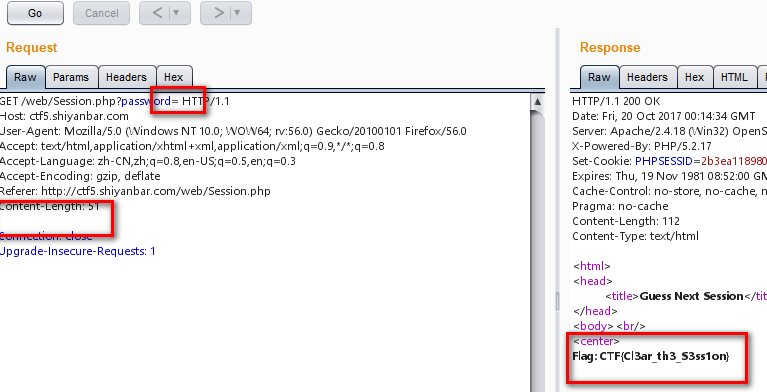 Go Cancel < >
Request
Raw Params Headers Hex
GET /web/Session.php?password= HTTP/1.1
Host: ctf5.shiyanbar.com
User-Agent: Mozilla/5.0 (Windows NT 10.0; WOW64; rv:56.0) Gecko/20100101 Firefox/56.0
Accept: text/html,application/xhtml+xml,application/xml;q=0.9,*/*;q=0.8
Accept-Language: zh-CN,zh;q=0.8,en-US;q=0.5,en;q=0.3
Accept-Encoding: gzip, deflate
Referer: http://ctf5.shiyanbar.com/web/Session.php
Content-Length: 51
Connection: close
Upgrade-Insecure-Requests: 1
Response
Raw Headers Hex HTML
HTTP/1.1 200 OK
Date: Fri, 20 Oct 2017 00:14:34 GMT
Server: Apache/2.4.18 (Win32) OpenS
X-Powered-By: PHP/5.2.17
Set-Cookie: PHPSESSID=2b3ea118980
Expires: Thu, 19 Nov 1981 08:52:00 G
Cache-Control: no-store, no-cache, n
Pragma: no-cache
Content-Length: 112
Content-Type: text/html
<html>
<head>
<title>Guess Next Session</tit
</head>
<body> <br/>
<center>
Flag: CTF{Cl3ar_th3_S3ss1on}